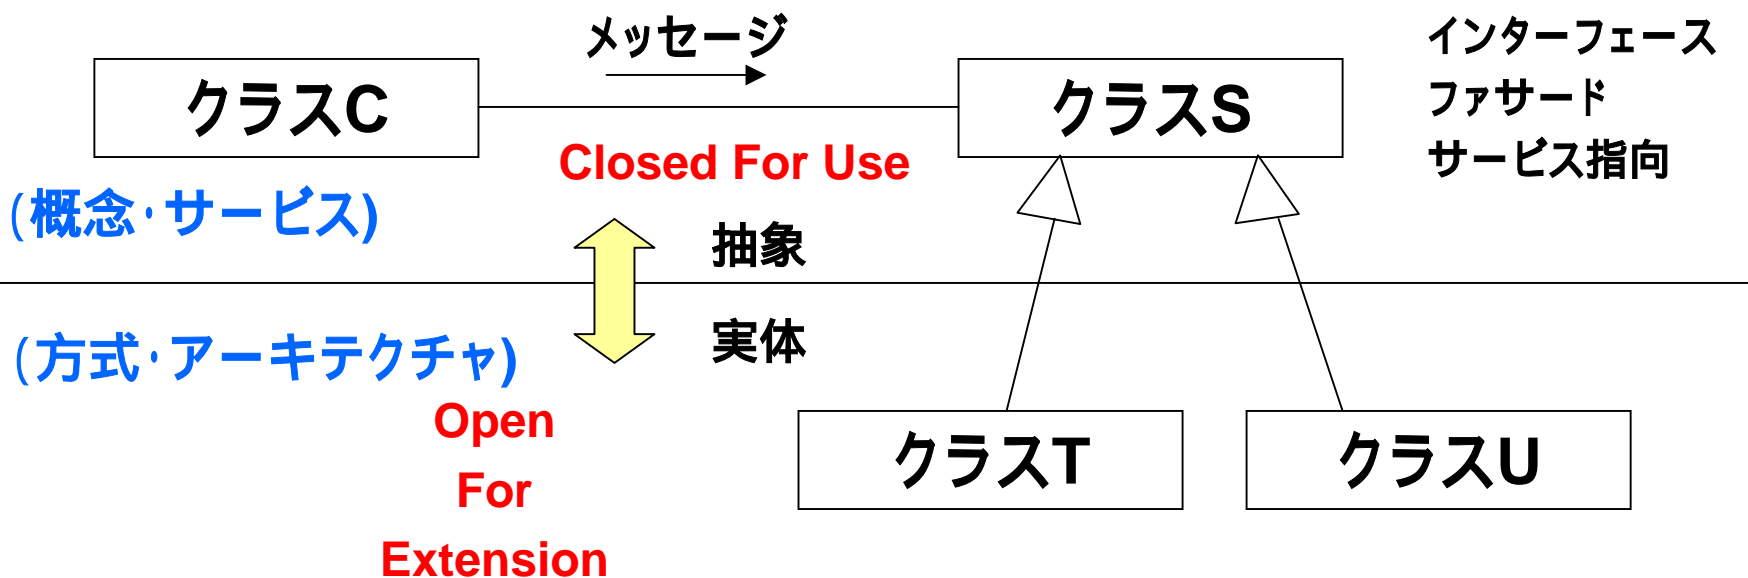 メッセージ
インターフェース
ファサード
サービス指向
クラスC
クラスS
Closed For Use
(概念・サービス)
抽象
実体
(方式・アーキテクチャ)
Open
For
Extension
クラスT
クラスU